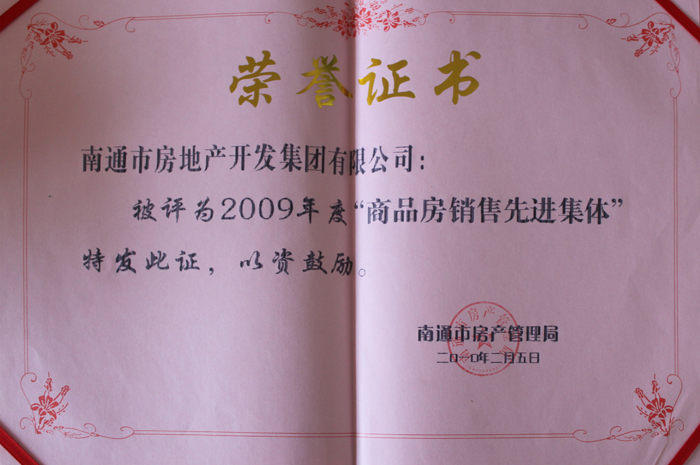 荣誉证书
南通市房地产开发集团有限公司：
被评为2009年度“商品房销售先进集体”
特发此证，以资鼓励。
南通市房产管理局
二〇一〇年二月五日